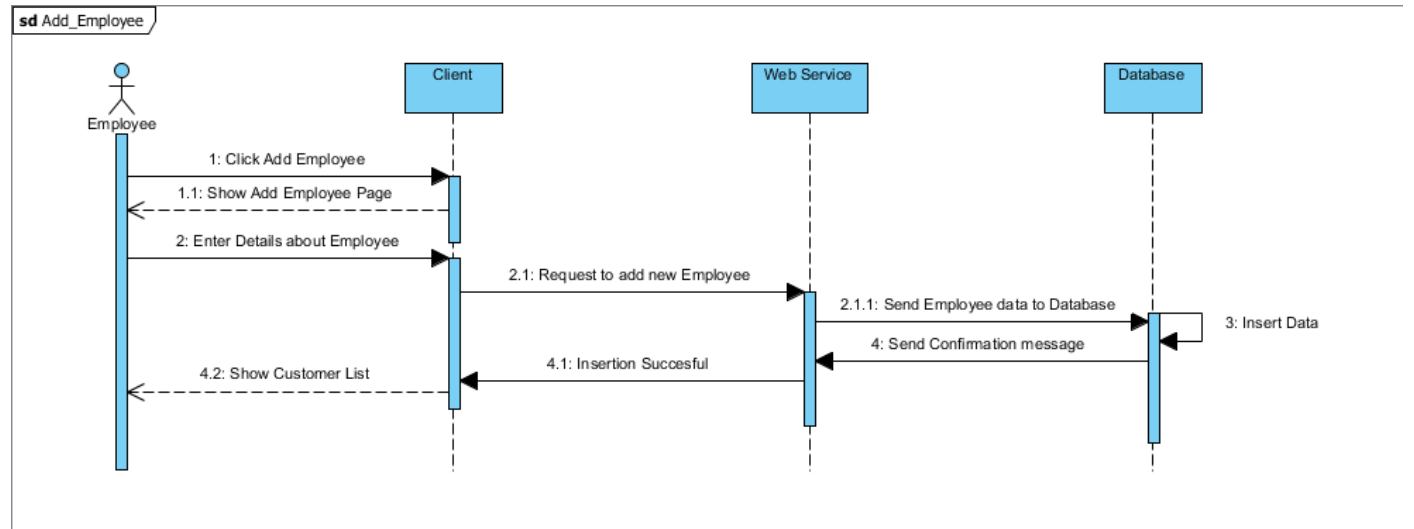 sd Add_Employee
Client
Web Service
Database
Employee
1: Click Add Employee
1.1: Show Add Employee Page
2: Enter Details about Employee
2.1: Request to add new Employee
2.1.1: Send Employee data to Database
3: Insert Data
4: Send Confirmation message
4.1: Insertion Succesful
4.2: Show Customer List